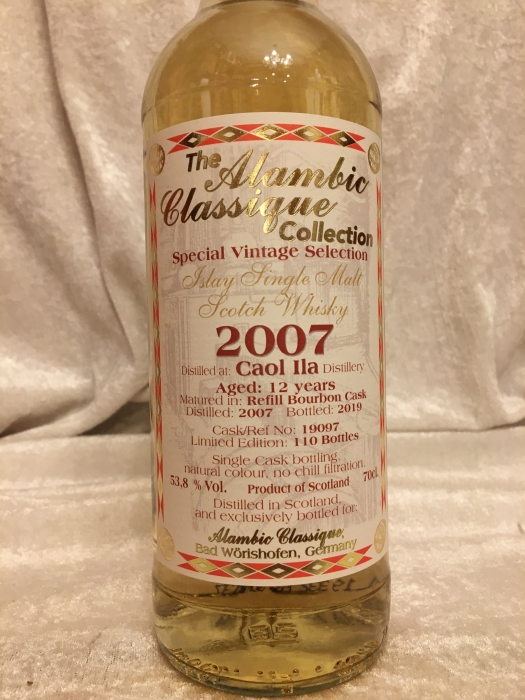 The Alambic
Classique
Collection
Special Vintage Selection
Islay Single Malt
Scotch Whisky
2007
Distilled at: Caol Ila Distillery
Aged: 12 years
Matured in: Refill Bourbon Cask
Distilled: 2007 Bottled: 2019
Cask/Ref No: 19097
Limited Edition: 110 Bottles
Single Cask bottling,
natural colour, no chill filtration.
53,8 % Vol. Product of Scotland 70cl
Distilled in Scotland,
and exclusively bottled for:
Alambic Classique,
Bad Wörishofen, Germany